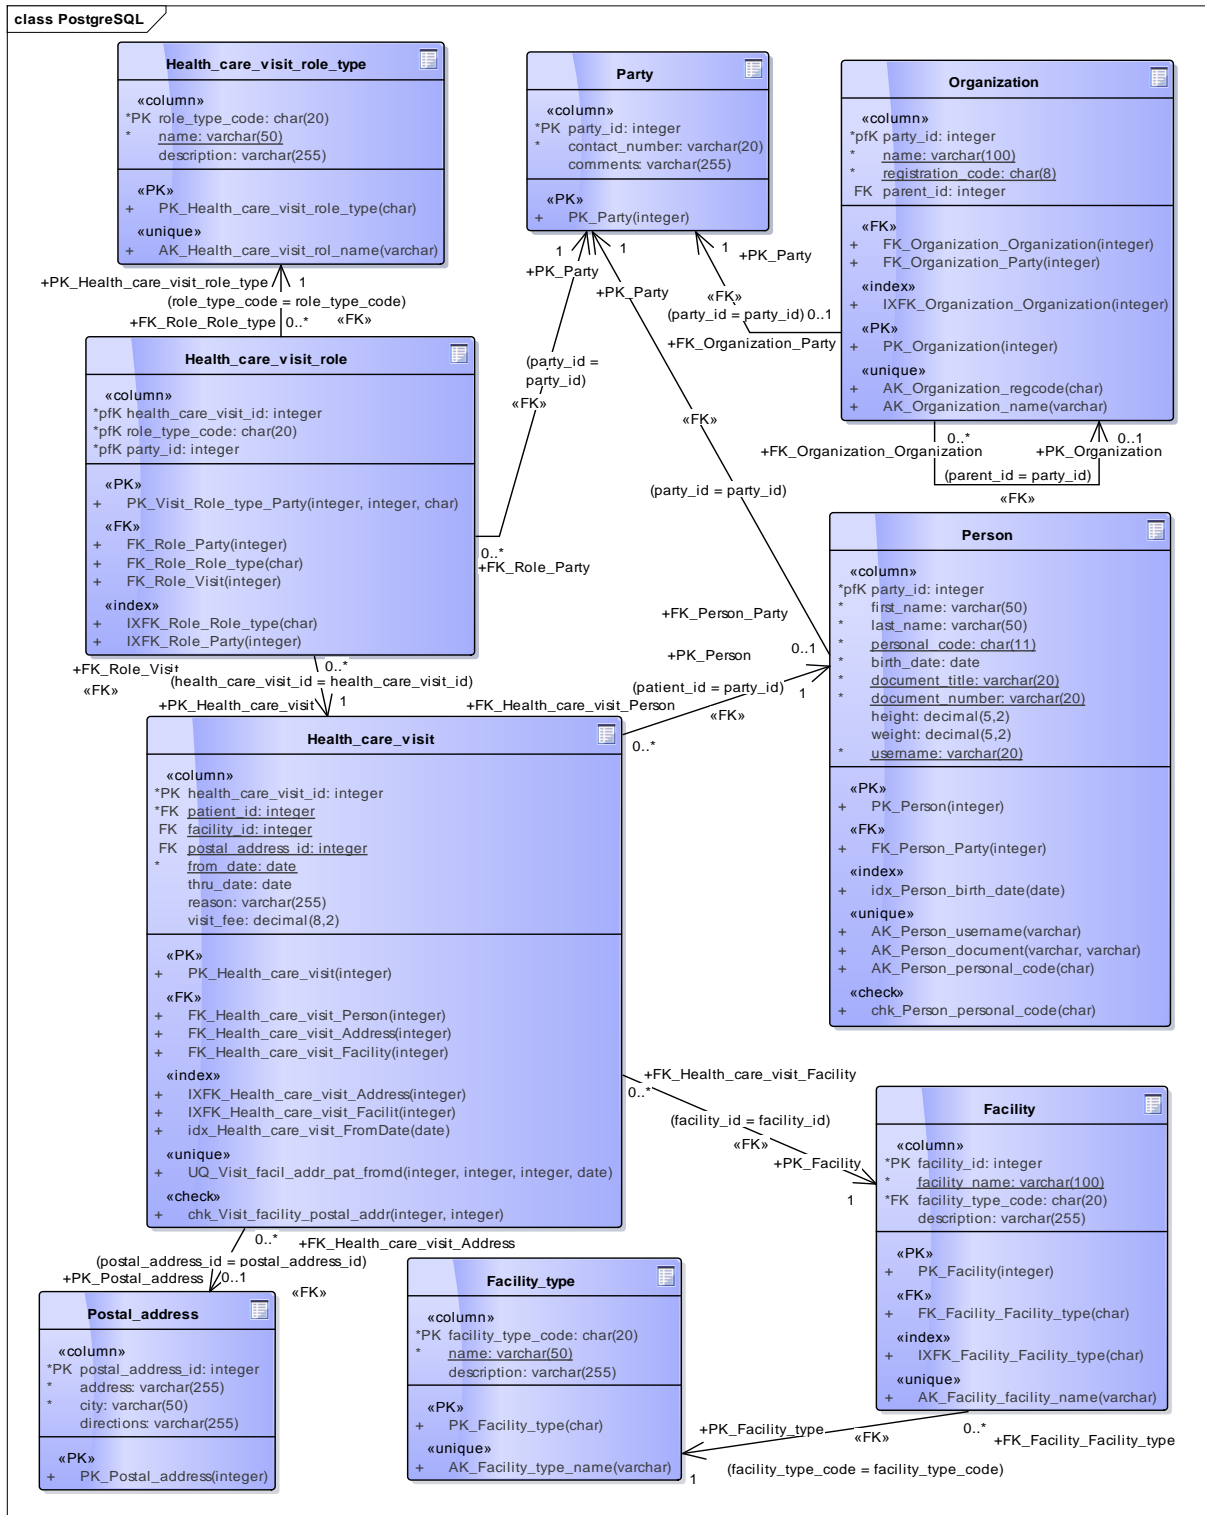 class PostgreSQL
Health_care_visit_role_type
«column»
*PK role_type_code: char(20)
* name: varchar(50)
description: varchar(255)
«PK»
+ PK_Health_care_visit_role_type(char)
«unique»
+ AK_Health_care_visit_rol_name(varchar)
Party
«column»
*PK party_id: integer
* contact_number: varchar(20)
comments: varchar(255)
«PK»
+ PK_Party(integer)
Organization
«column»
*pfK party_id: integer
* name: varchar(100)
* registration_code: char(8)
FK parent_id: integer
«FK»
+ FK_Organization_Organization(integer)
+ FK_Organization_Party(integer)
«index»
+ IXFK_Organization_Organization(integer)
«PK»
+ PK_Organization(integer)
«unique»
+ AK_Organization_regcode(char)
+ AK_Organization_name(varchar)
+PK_Health_care_visit_role_type
1
(role_type_code = role_type_code)
+FK_Role_Role_type
0..*
«FK»
1
+PK_Party
(party_id =
party_id)
«FK»
0..*
+FK_Role_Party
1
+PK_Party
«FK»
(party_id = party_id)
+FK_Person_Party
0..1
1
+PK_Party
«FK»
(party_id = party_id)
0..1
+FK_Organization_Party
0..*
+FK_Organization_Organization
0..1
+PK_Organization
(parent_id = party_id)
«FK»
Health_care_visit_role
«column»
*pfK health_care_visit_id: integer
*pfK role_type_code: char(20)
*pfK party_id: integer
«PK»
+ PK_Visit_Role_type_Party(integer, integer, char)
«FK»
+ FK_Role_Party(integer)
+ FK_Role_Role_type(char)
+ FK_Role_Visit(integer)
«index»
+ IXFK_Role_Role_type(char)
+ IXFK_Role_Party(integer)
Person
«column»
*pfK party_id: integer
* first_name: varchar(50)
* last_name: varchar(50)
* personal_code: char(11)
* birth_date: date
* document_title: varchar(20)
* document_number: varchar(20)
height: decimal(5,2)
weight: decimal(5,2)
* username: varchar(20)
«PK»
+ PK_Person(integer)
«FK»
+ FK_Person_Party(integer)
«index»
+ idx_Person_birth_date(date)
«unique»
+ AK_Person_username(varchar)
+ AK_Person_document(varchar, varchar)
+ AK_Person_personal_code(char)
«check»
+ chk_Person_personal_code(char)
+FK_Role_Visit
0..*
«FK»
(health_care_visit_id = health_care_visit_id)
+PK_Health_care_visit
1
+PK_Person
(patient_id = party_id)
1
+FK_Health_care_visit_Person
«FK»
0..*
Health_care_visit
«column»
*PK health_care_visit_id: integer
*FK patient_id: integer
FK facility_id: integer
FK postal_address_id: integer
* from_date: date
thru_date: date
reason: varchar(255)
visit_fee: decimal(8,2)
«PK»
+ PK_Health_care_visit(integer)
«FK»
+ FK_Health_care_visit_Person(integer)
+ FK_Health_care_visit_Address(integer)
+ FK_Health_care_visit_Facility(integer)
«index»
+ IXFK_Health_care_visit_Address(integer)
+ IXFK_Health_care_visit_Facilit(integer)
+ idx_Health_care_visit_FromDate(date)
«unique»
+ UQ_Visit_facil_addr_pat_fromd(integer, integer, integer, date)
«check»
+ chk_Visit_facility_postal_addr(integer, integer)
+FK_Health_care_visit_Facility
0..*
(facility_id = facility_id)
«FK»
+PK_Facility
1
Facility
«column»
*PK facility_id: integer
* facility_name: varchar(100)
*FK facility_type_code: char(20)
description: varchar(255)
«PK»
+ PK_Facility(integer)
«FK»
+ FK_Facility_Facility_type(char)
«index»
+ IXFK_Facility_Facility_type(char)
«unique»
+ AK_Facility_facility_name(varchar)
0..*
+FK_Health_care_visit_Address
(postal_address_id = postal_address_id)
+PK_Postal_address
0..1
«FK»
Postal_address
«column»
*PK postal_address_id: integer
* address: varchar(255)
* city: varchar(50)
directions: varchar(255)
«PK»
+ PK_Postal_address(integer)
Facility_type
«column»
*PK facility_type_code: char(20)
* name: varchar(50)
description: varchar(255)
«PK»
+ PK_Facility_type(char)
«unique»
+ AK_Facility_type_name(varchar)
+PK_Facility_type
«FK»
0..*
+FK_Facility_Facility_type
1
(facility_type_code = facility_type_code)